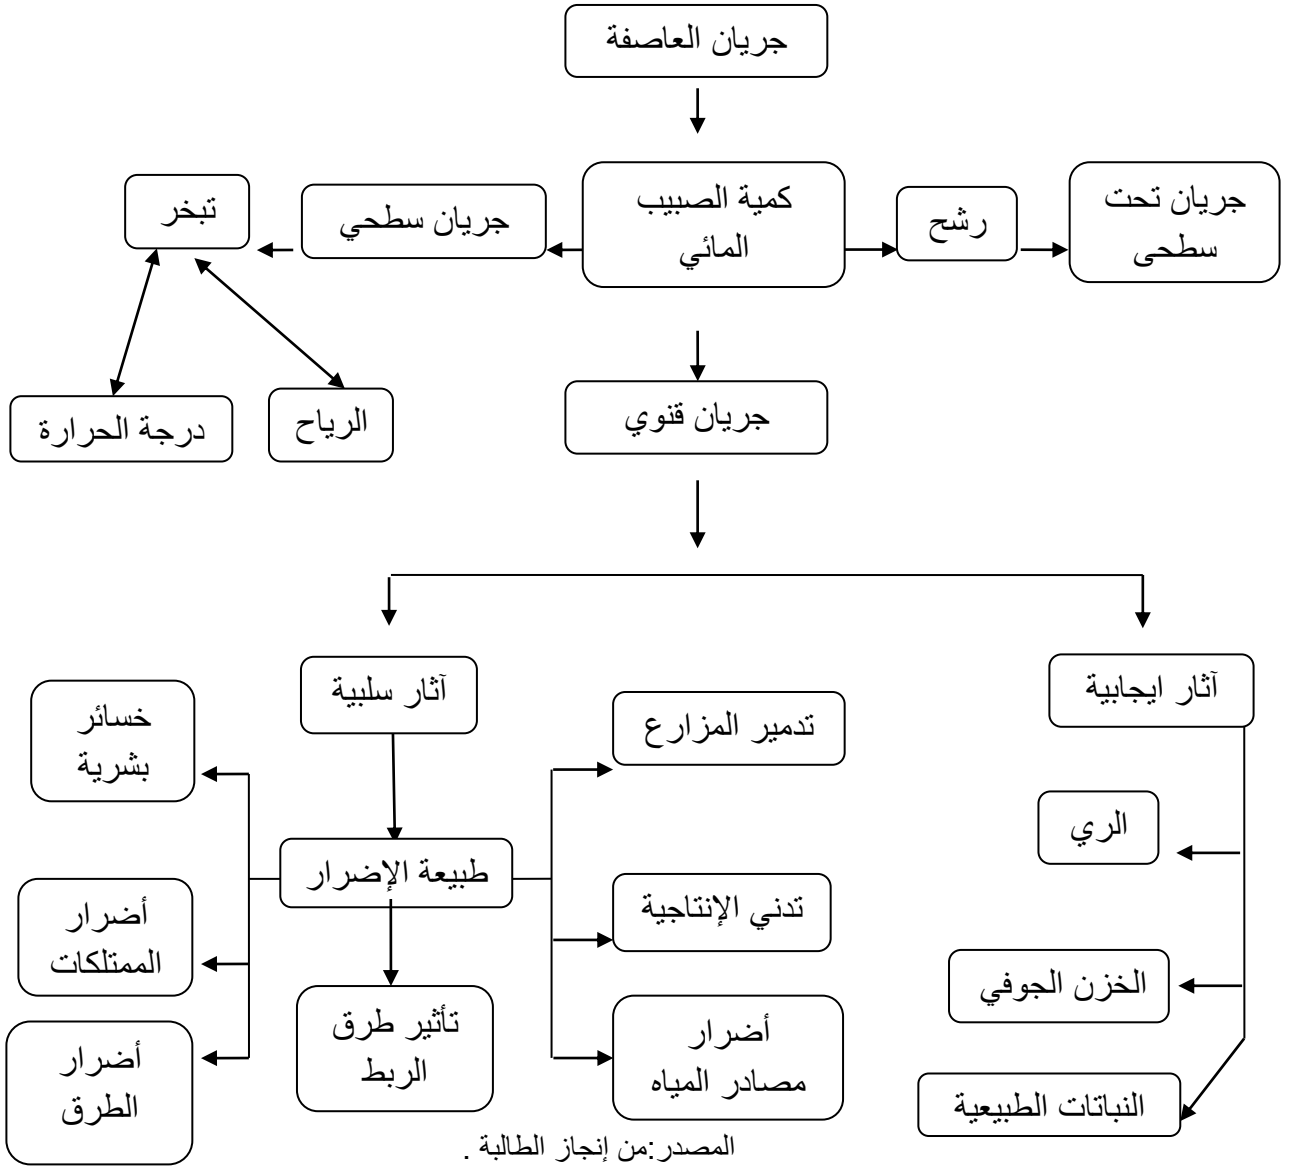 جريان العاصفة
جريان تحت
سطحى
رشح
كمية الصبيب
المائي
جريان سطحي
تبخر
جريان قنوي
الرياح
درجة الحرارة
آثار ايجابية
آثار سلبية
الري
الخزن الجوفي
النباتات الطبيعية
تدمير المزارع
تدني الإنتاجية
أضرار
مصادر المياه
طبيعة الإضرار
تأثير طرق
الربط
خسائر
بشرية
أضرار
الممتلكات
أضرار
الطرق
المصدر:من إنجاز الطالبة .